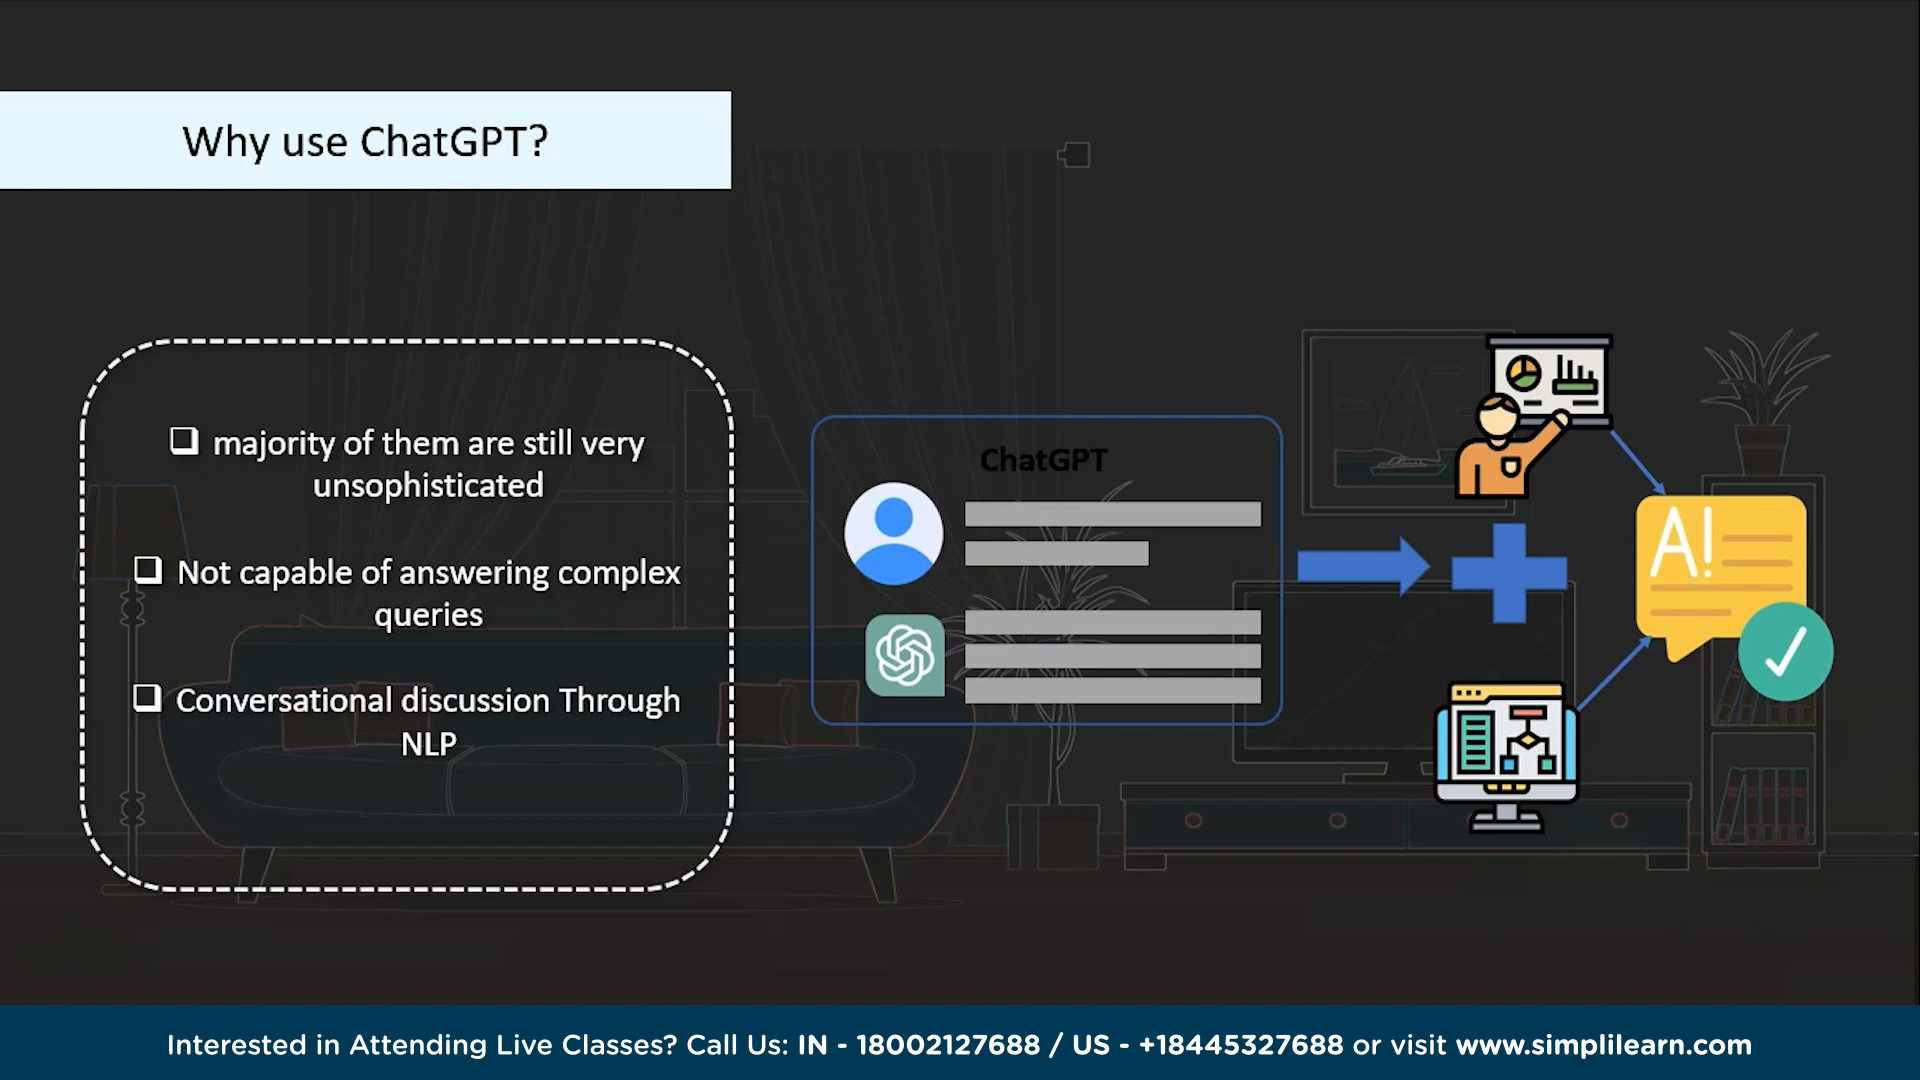 Why use ChatGPT?
❑ majority of them are still very
unsophisticated
❑ Not capable of answering complex
queries
❑ Conversational discussion Through
NLP
ChatGPT
A!
Interested in Attending Live Classes? Call Us: IN - 18002127688 / US - +18445327688 or visit www.simplilearn.com